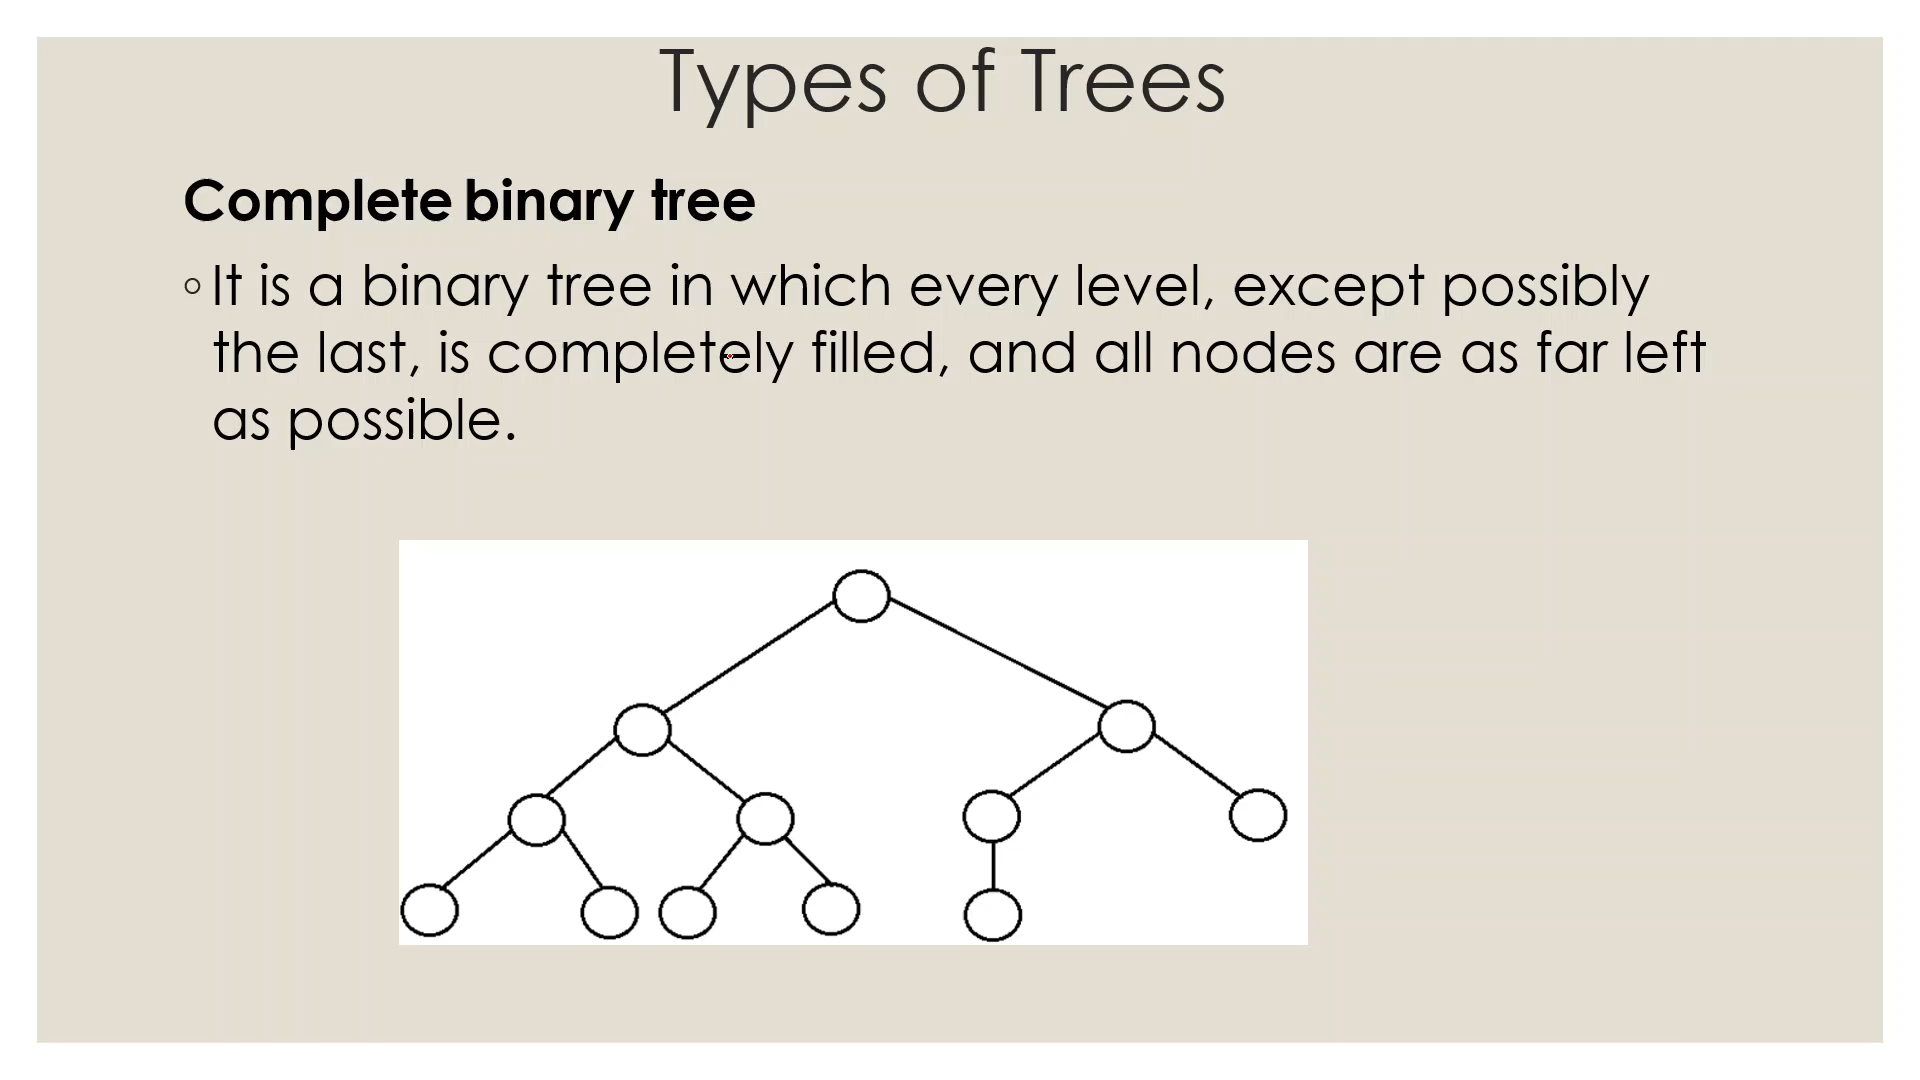 Types of Trees
Complete binary tree
◦ It is a binary tree in which every level, except possibly
the last, is completely filled, and all nodes are as far left
as possible.